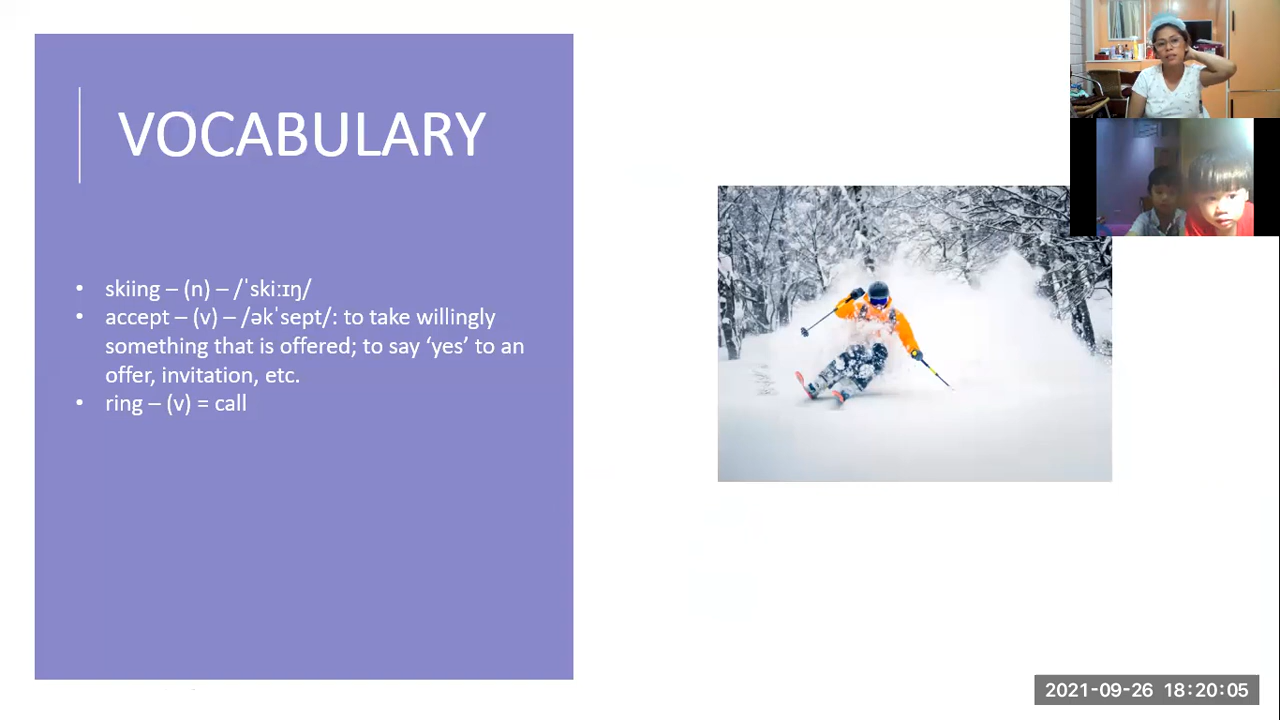 VOCABULARY
• skiing – (n) – /ˈskiːɪŋ/
• accept – (v) – /əkˈsept/: to take willingly
something that is offered; to say ‘yes’ to an
offer, invitation, etc.
• ring – (v) = call
2021-09-26 18:20:05